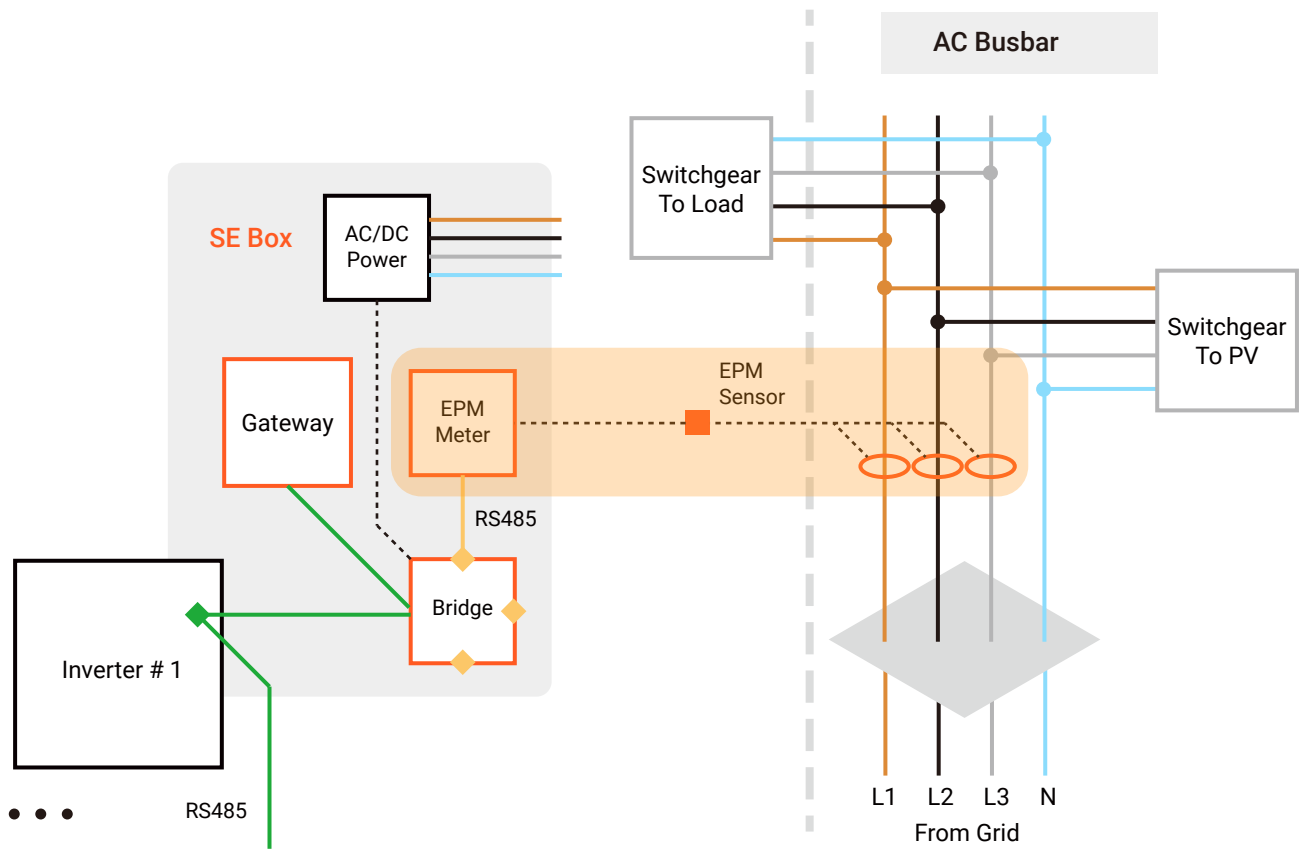 AC Busbar
Switchgear
To Load
SE Box
AC/DC
Power
Switchgear
To PV
EPM
Sensor
EPM
Meter
Gateway
RS485
Bridge
Inverter # 1
RS485
L1
L2
L3
N
From Grid